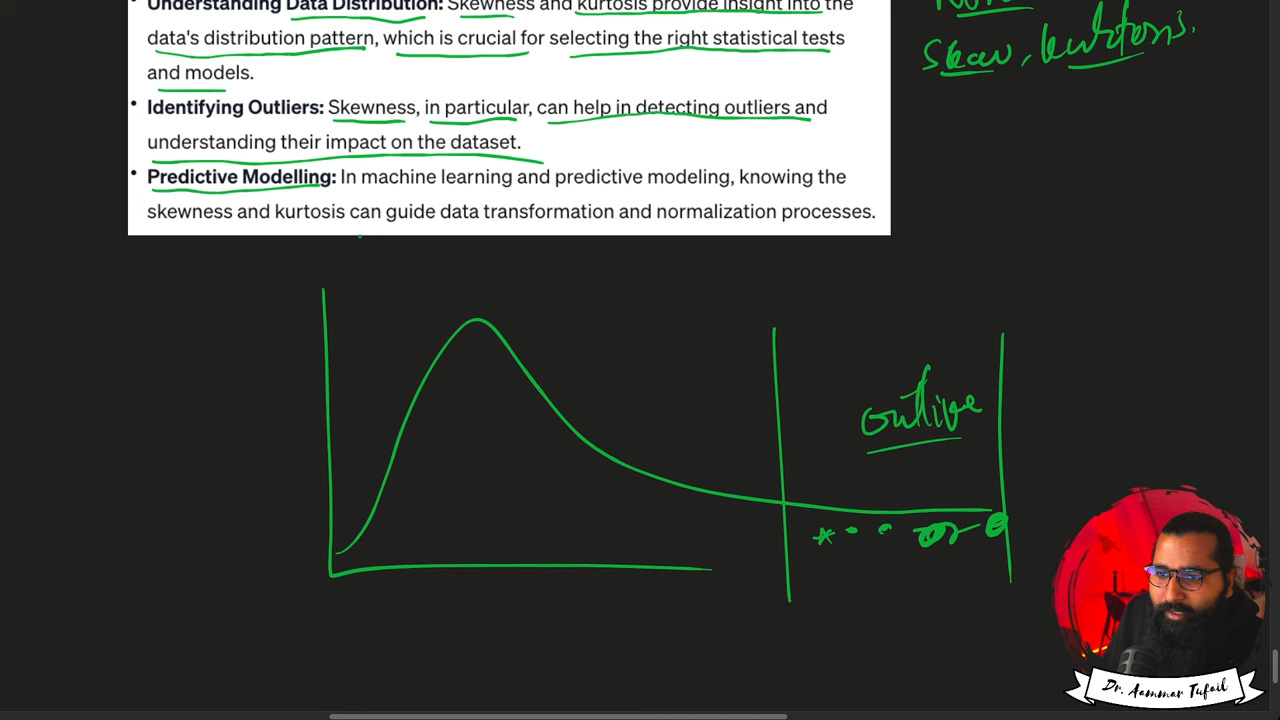 Understanding Data Distribution: Skewness and kurtosis provide insight into the
data's distribution pattern, which is crucial for selecting the right statistical tests
and models.
• Identifying Outliers: Skewness, in particular, can help in detecting outliers and
understanding their impact on the dataset.
• Predictive Modelling: In machine learning and predictive modeling, knowing the
skewness and kurtosis can guide data transformation and normalization processes.
Skew, kurtosis.
Dr. Aammar Tufail